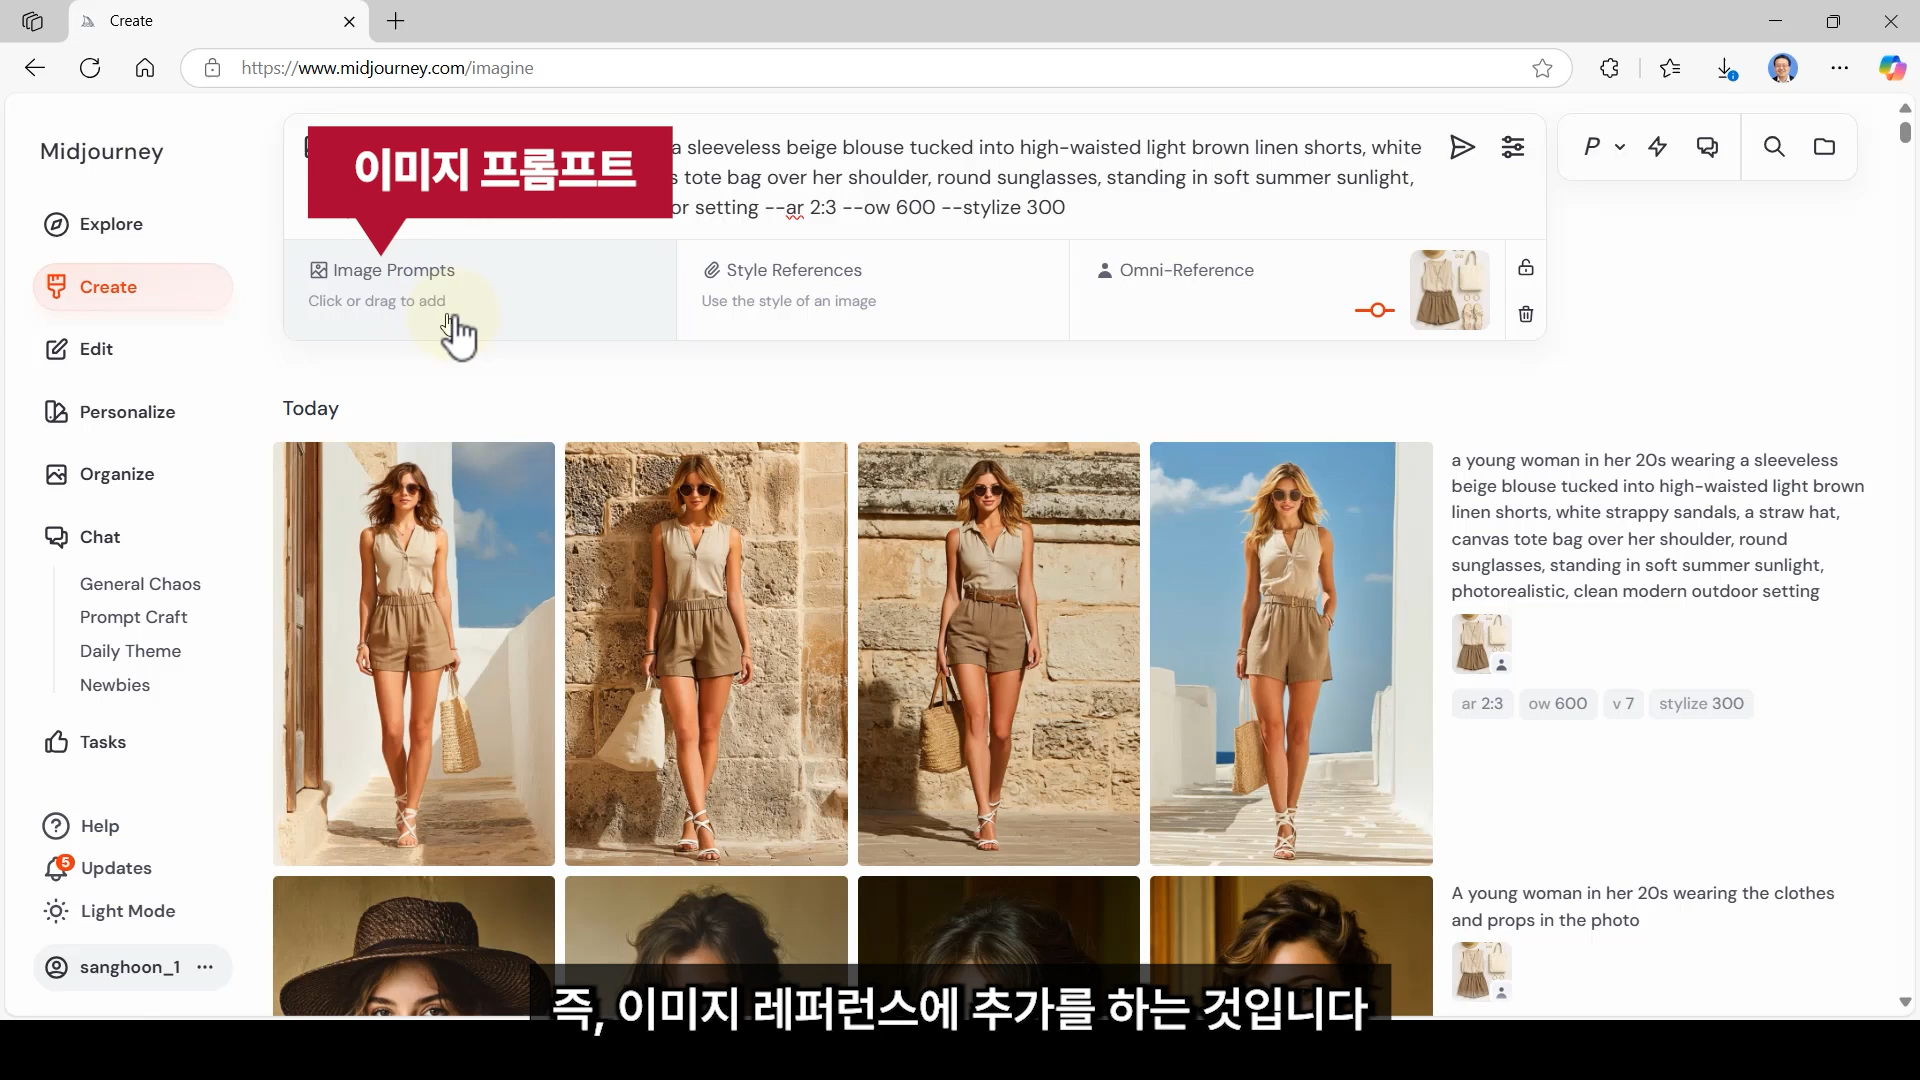 Create
https://www.midjourney.com/imagine
Midjourney
Explore
Create
Edit
Personalize
Organize
Chat
General Chaos
Prompt Craft
Daily Theme
Newbies
Tasks
Help
5
Updates
Light Mode
sanghoon_1
이미지 프롬프트
a sleeveless beige blouse tucked into high-waisted light brown linen shorts, white
tote bag over her shoulder, round sunglasses, standing in soft summer sunlight,
setting --ar 2:3 --ow 600 --stylize 300
Image Prompts
Click or drag to add
Style References
Use the style of an image
Omni-Reference
P
Today
a young woman in her 20s wearing a sleeveless
beige blouse tucked into high-waisted light brown
linen shorts, white strappy sandals, a straw hat,
canvas tote bag over her shoulder, round
sunglasses, standing in soft summer sunlight,
photorealistic, clean modern outdoor setting
ar 2:3
ow 600
v 7
stylize 300
A young woman in her 20s wearing the clothes
and props in the photo
즉, 이미지 레퍼런스에 추가를 하는 것입니다